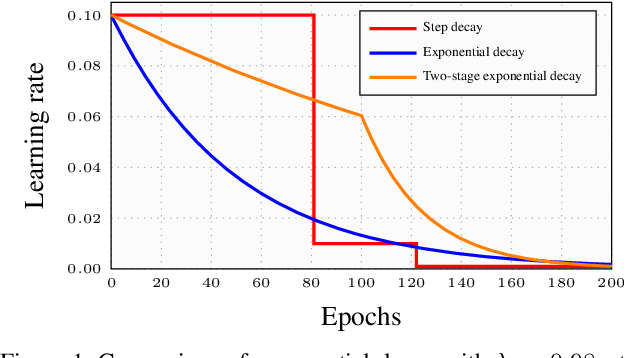 0.10
0.08
0.06
0.04
0.02
0.00
Learning rate
Step decay
Exponential decay
Two-stage exponential decay
0 20 40 60 80 100 120 140 160 180 200
Epochs